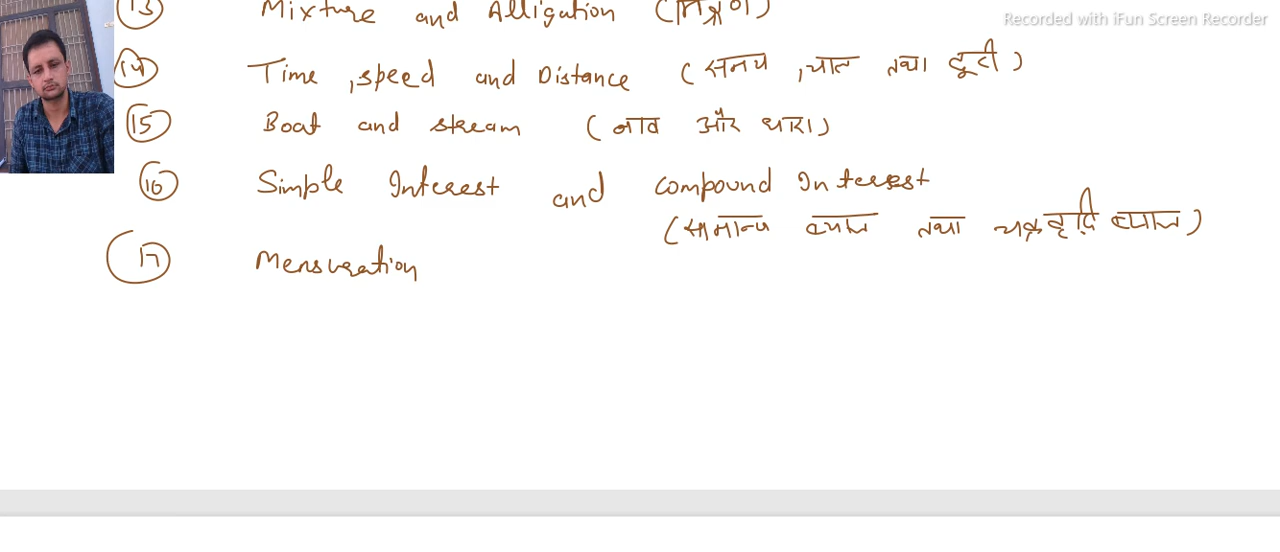 Recorded with iFun Screen Recorder
(13) Mixture and Alligation (मिश्रण)
(14) Time, speed and Distance (समय, चाल तथा दूरी)
(15) Boat and stream (नाव और धारा)
(16) Simple Interest and Compound Interest
(सामान्य ब्याज तथा चक्रवृद्दि ब्याज)
(17) Mensuration